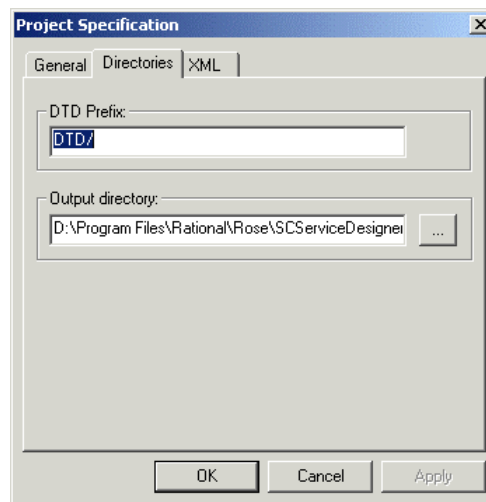 Project Specification
General Directories XML
DTD Prefix:
DTD/
Output directory:
D:\Program Files\Rational\Rose\SCServiceDesigner ...
OK Cancel Apply